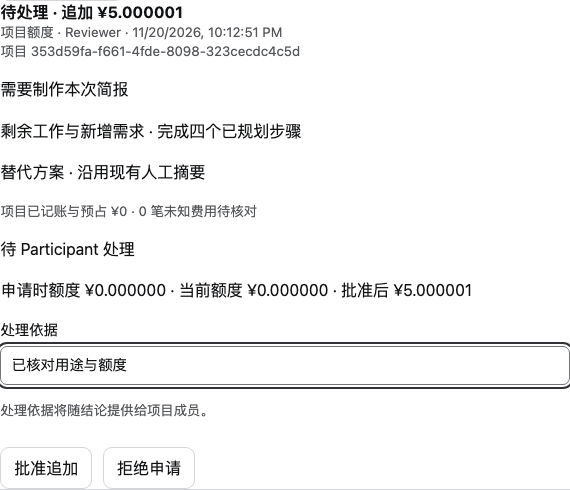 待处理 · 追加 ¥5.000001
项目额度 · Reviewer · 11/20/2026, 10:12:51 PM
项目 353d59fa-f661-4fde-8098-323cecdc4c5d
需要制作本次简报
剩余工作与新增需求 · 完成四个已规划步骤
替代方案 · 沿用现有人工摘要
项目已记账与预占 ¥0 · 0 笔未知费用待核对
待 Participant 处理
申请时额度 ¥0.000000 · 当前额度 ¥0.000000 · 批准后 ¥5.000001
处理依据
已核对用途与额度
处理依据将随结论提供给项目成员。
批准追加 拒绝申请